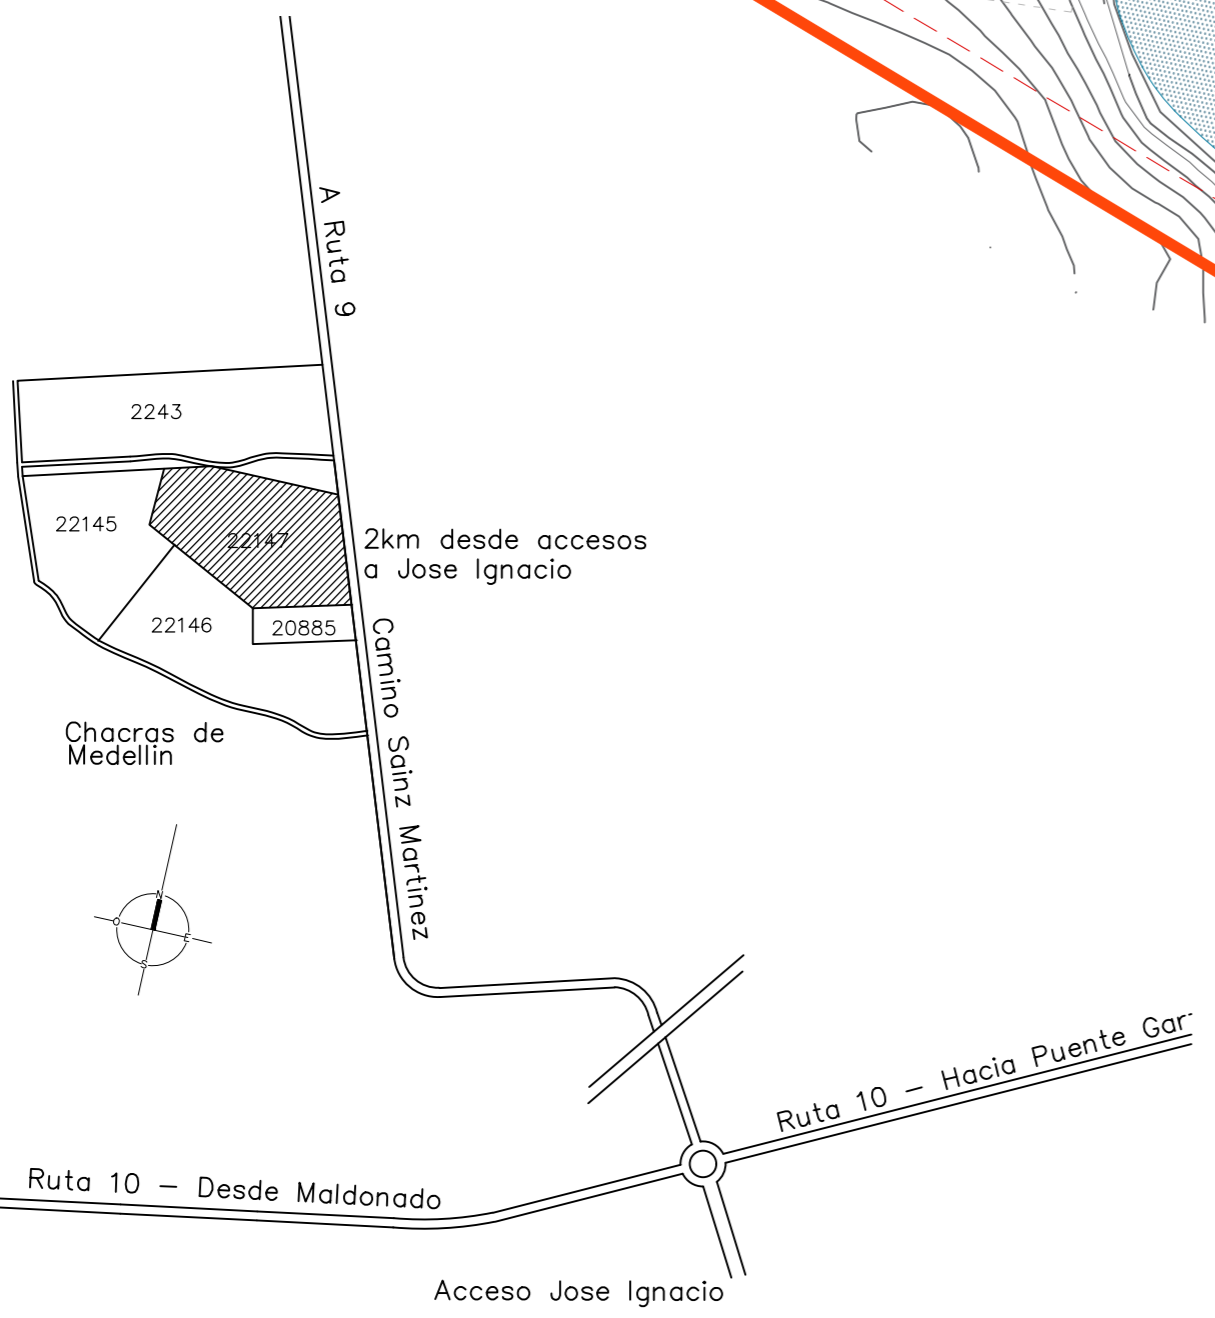 A Ruta 9
2243
22145
22147
2km desde accesos
a Jose Ignacio
22146
20885
Camino Sainz Martinez
Chacras de
Medellin
N
O
E
S
Ruta 10 - Hacia Puente Gar
Ruta 10 - Desde Maldonado
Acceso Jose Ignacio